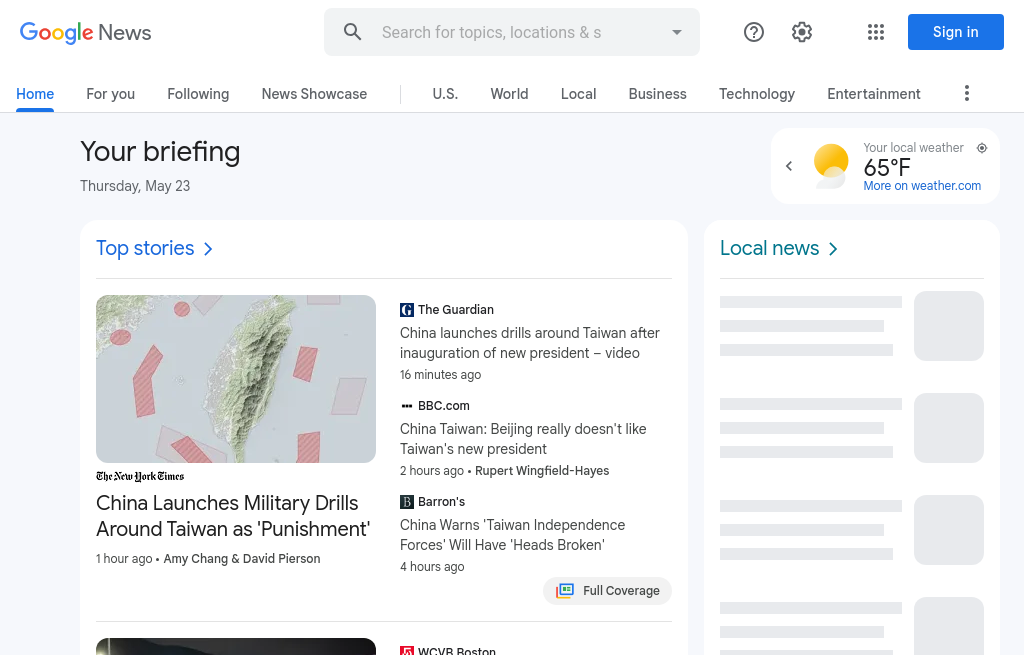 Google News
Search for topics, locations & s
Sign in
Home
For you
Following
News Showcase
U.S.
World
Local
Business
Technology
Entertainment
Your briefing
Thursday, May 23
Your local weather
65°F
More on weather.com
Top stories
The New York Times
China Launches Military Drills
Around Taiwan as 'Punishment'
1 hour ago • Amy Chang & David Pierson
The Guardian
China launches drills around Taiwan after
inauguration of new president – video
16 minutes ago
BBC.com
China Taiwan: Beijing really doesn't like
Taiwan's new president
2 hours ago • Rupert Wingfield-Hayes
B Barron's
China Warns 'Taiwan Independence
Forces' Will Have 'Heads Broken'
4 hours ago
Full Coverage
WCVB Boston
Local news